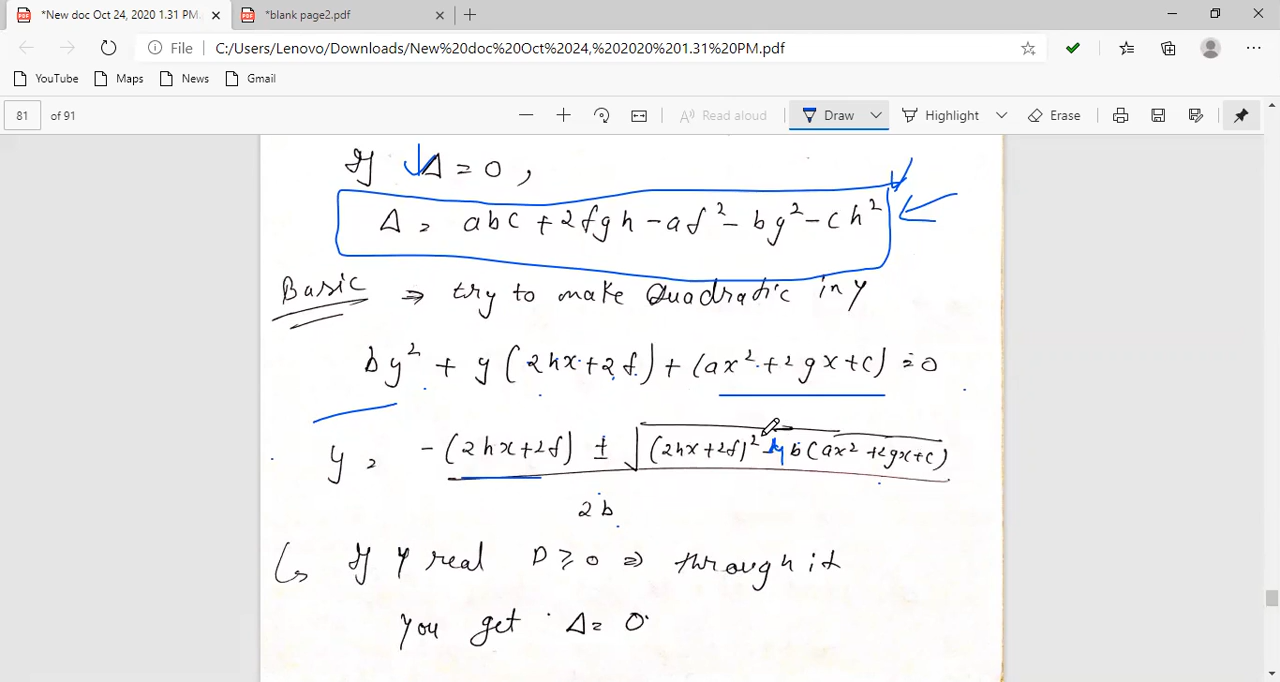 *New doc Oct 24, 2020 1.31 PM.
*blank page2.pdf
File C:/Users/Lenovo/Downloads/New%20doc%20Oct%2024,%202020%201.31%20PM.pdf
YouTube Maps News Gmail
81 of 91 Read aloud Draw Highlight Erase
If Δ = 0 ,
Δ = abc + 2fgh - af² - bg² - ch²
Basic ⇒ try to make Quadratic in y
by² + y (2hx + 2f) + (ax² + 2gx + c) = 0
y = -(2hx + 2f) ± √(2hx + 2f)² - 4b(ax² + 2gx + c)
2b
If y real D ≥ 0 ⇒ through it
you get Δ = 0